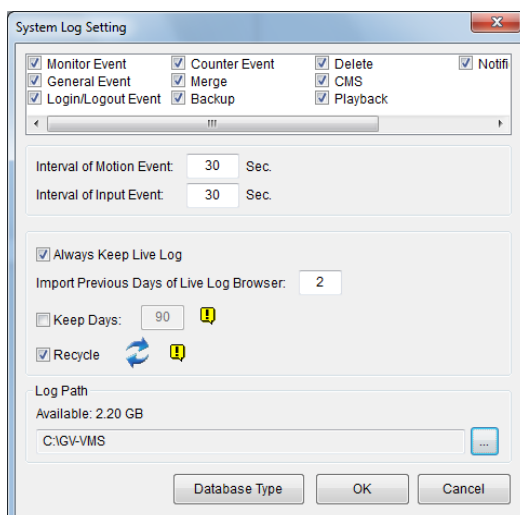 System Log Setting
Monitor Event Counter Event Delete Notifi
General Event Merge CMS
Login/Logout Event Backup Playback
Interval of Motion Event: 30 Sec.
Interval of Input Event: 30 Sec.
Always Keep Live Log
Import Previous Days of Live Log Browser: 2
Keep Days: 90
Recycle
Log Path
Available: 2.20 GB
C:\GV-VMS ...
Database Type OK Cancel